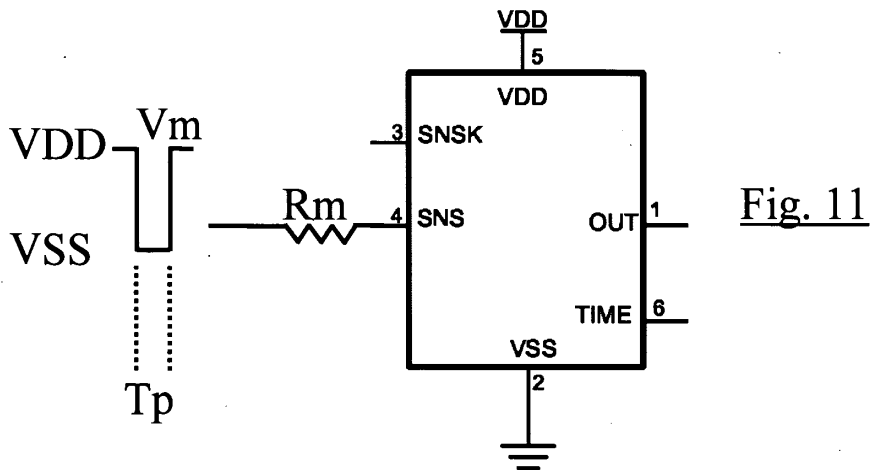 VDD
5
VDD
VDD
Vm
3
SNSK
Rm
4
SNS
1
OUT
Fig. 11
VSS
6
TIME
VSS
2
Tp